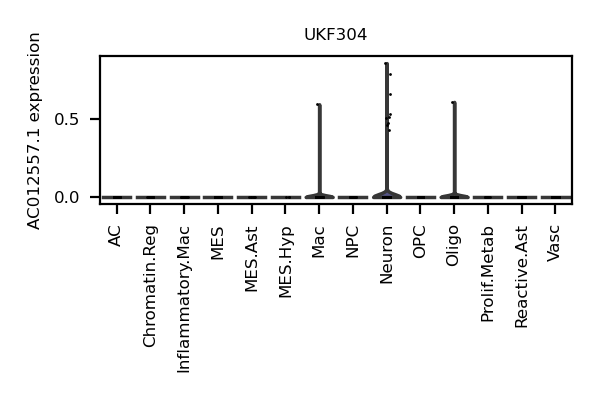 UKF304
AC012557.1 expression
0.5
0.0
AC
Chromatin.Reg
Inflammatory.Mac
MES
MES.Ast
MES.Hyp
Mac
NPC
Neuron
OPC
Oligo
Prolif.Metab
Reactive.Ast
Vasc